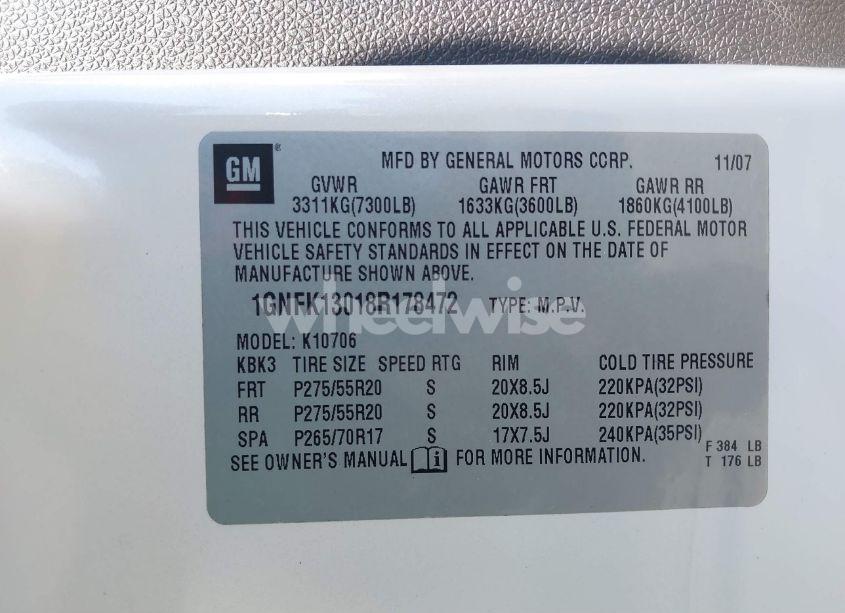 GM ® MFD BY GENERAL MOTORS CORP. 11/07
GVWR GAWR FRT GAWR RR
3311KG(7300LB) 1633KG(3600LB) 1860KG(4100LB)
THIS VEHICLE CONFORMS TO ALL APPLICABLE U.S. FEDERAL MOTOR
VEHICLE SAFETY STANDARDS IN EFFECT ON THE DATE OF
MANUFACTURE SHOWN ABOVE.
1GNFK13018R178472 TYPE: M.P.V.
wheelwise
MODEL: K10706
KBK3 TIRE SIZE SPEED RTG RIM COLD TIRE PRESSURE
FRT P275/55R20 S 20X8.5J 220KPA(32PSI)
RR P275/55R20 S 20X8.5J 220KPA(32PSI)
SPA P265/70R17 S 17X7.5J 240KPA(35PSI)
F 384 LB
SEE OWNER'S MANUAL i FOR MORE INFORMATION.
T 176 LB